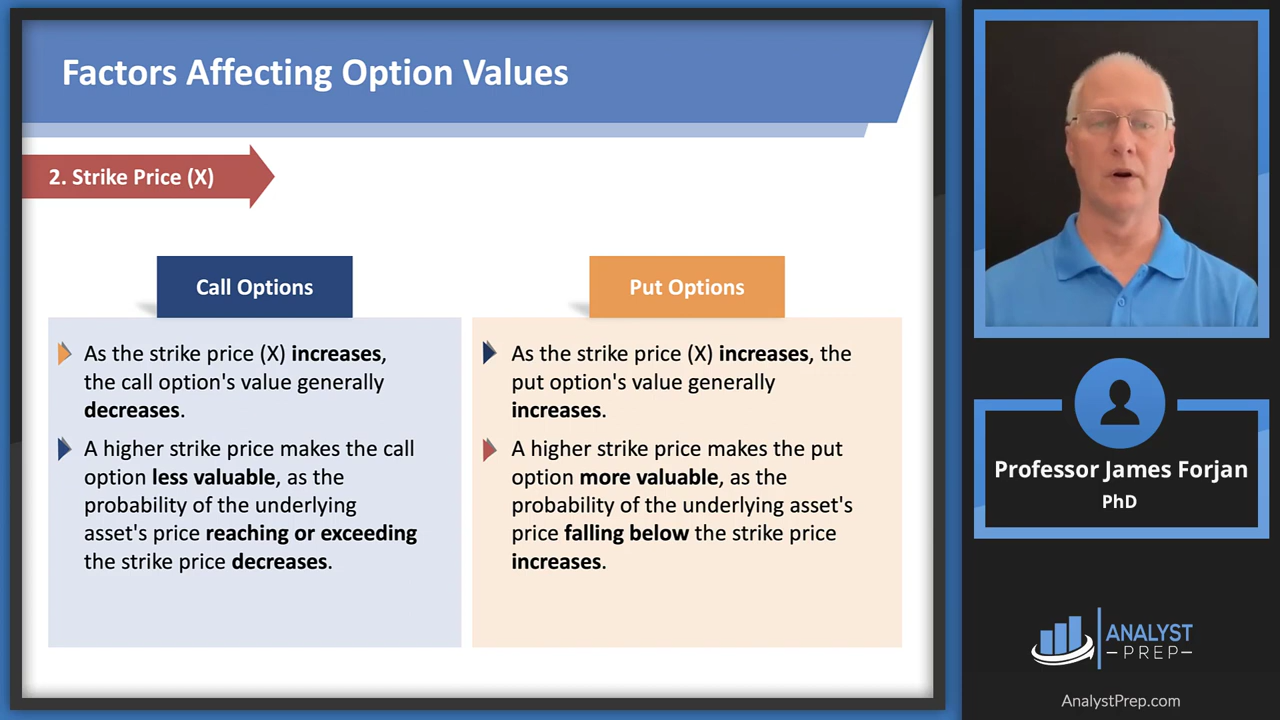 Factors Affecting Option Values
2. Strike Price (X)
Call Options
As the strike price (X) increases,
the call option's value generally
decreases.
A higher strike price makes the call
option less valuable, as the
probability of the underlying
asset's price reaching or exceeding
the strike price decreases.
Put Options
As the strike price (X) increases, the
put option's value generally
increases.
A higher strike price makes the put
option more valuable, as the
probability of the underlying asset's
price falling below the strike price
increases.
Professor James Forjan
PhD
ANALYST
–PREP–
AnalystPrep.com